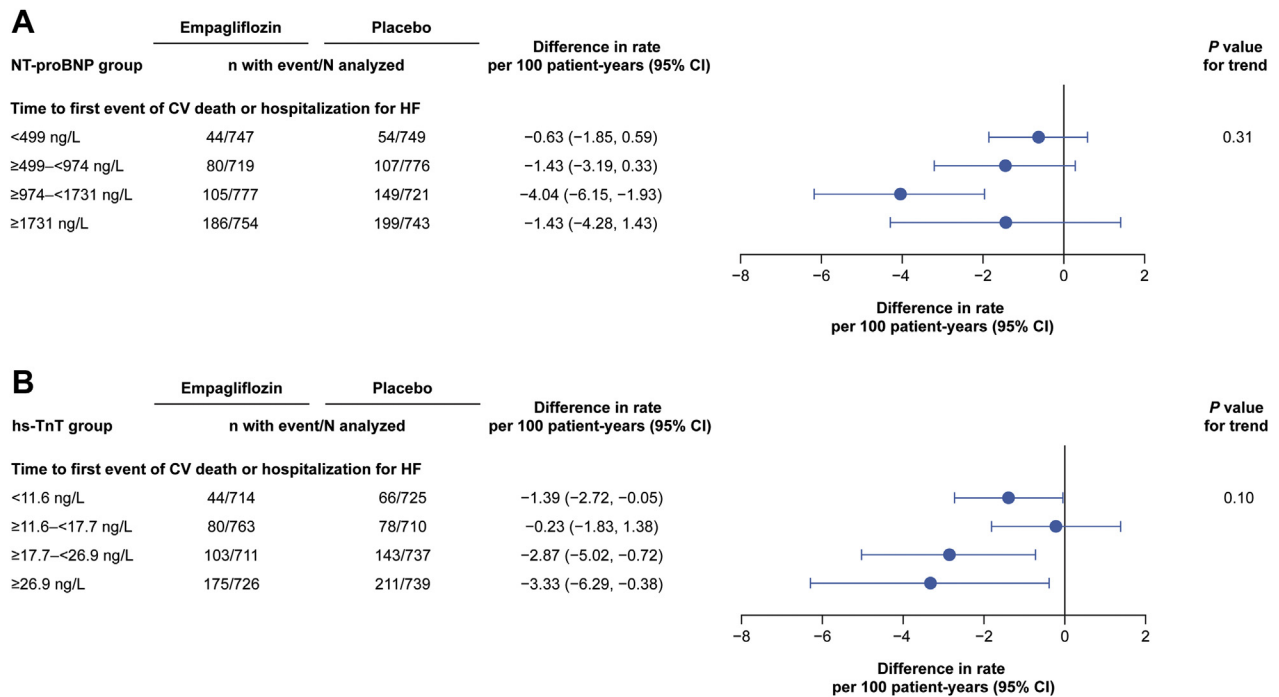 A
Empagliflozin Placebo
Difference in rate
per 100 patient-years (95% CI)
P value
for trend
NT-proBNP group n with event/N analyzed
Time to first event of CV death or hospitalization for HF
<499 ng/L 44/747 54/749 −0.63 (−1.85, 0.59) 0.31
≥499–<974 ng/L 80/719 107/776 −1.43 (−3.19, 0.33)
≥974–<1731 ng/L 105/777 149/721 −4.04 (−6.15, −1.93)
≥1731 ng/L 186/754 199/743 −1.43 (−4.28, 1.43)
−8 −6 −4 −2 0 2
Difference in rate
per 100 patient-years (95% CI)
B
Empagliflozin Placebo
Difference in rate
per 100 patient-years (95% CI)
P value
for trend
hs-TnT group n with event/N analyzed
Time to first event of CV death or hospitalization for HF
<11.6 ng/L 44/714 66/725 −1.39 (−2.72, −0.05) 0.10
≥11.6–<17.7 ng/L 80/763 78/710 −0.23 (−1.83, 1.38)
≥17.7–<26.9 ng/L 103/711 143/737 −2.87 (−5.02, −0.72)
≥26.9 ng/L 175/726 211/739 −3.33 (−6.29, −0.38)
−8 −6 −4 −2 0 2
Difference in rate
per 100 patient-years (95% CI)